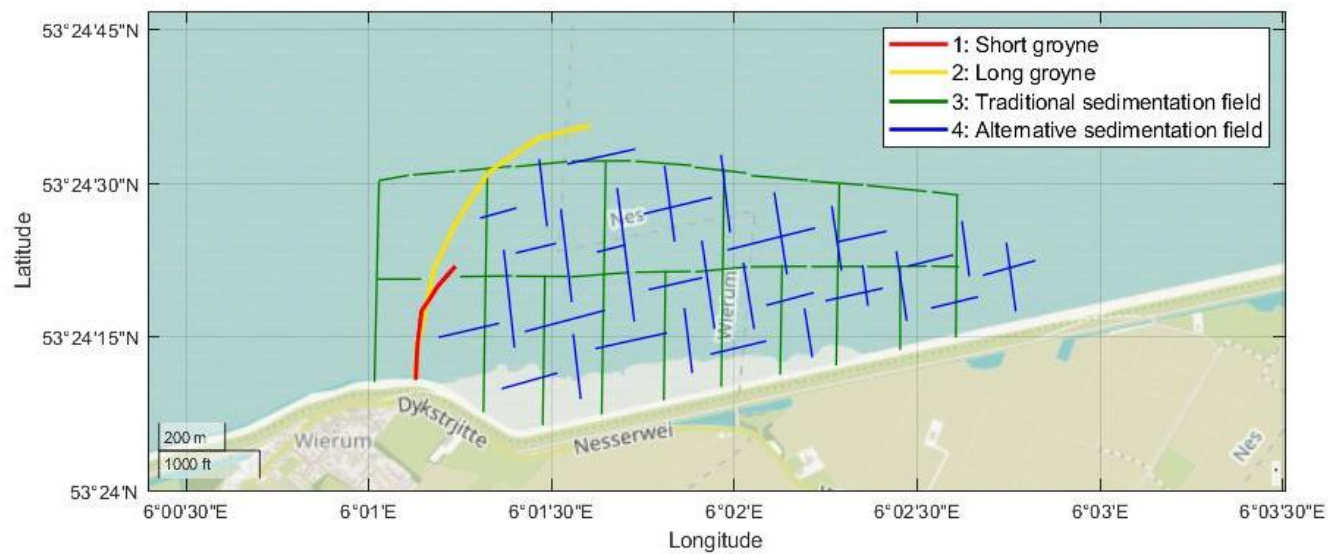 53°24'45"N
1: Short groyne
2: Long groyne
3: Traditional sedimentation field
4: Alternative sedimentation field
53°24'30"N
Nes
Latitude
Wierum
53°24'15"N
Dykstrjitte
Nesserwei
Wierum
Nes
200 m
1000 ft
53°24'N
6°00'30"E
6°01'E
6°01'30"E
6°02'E
6°02'30"E
6°03'E
6°03'30"E
Longitude